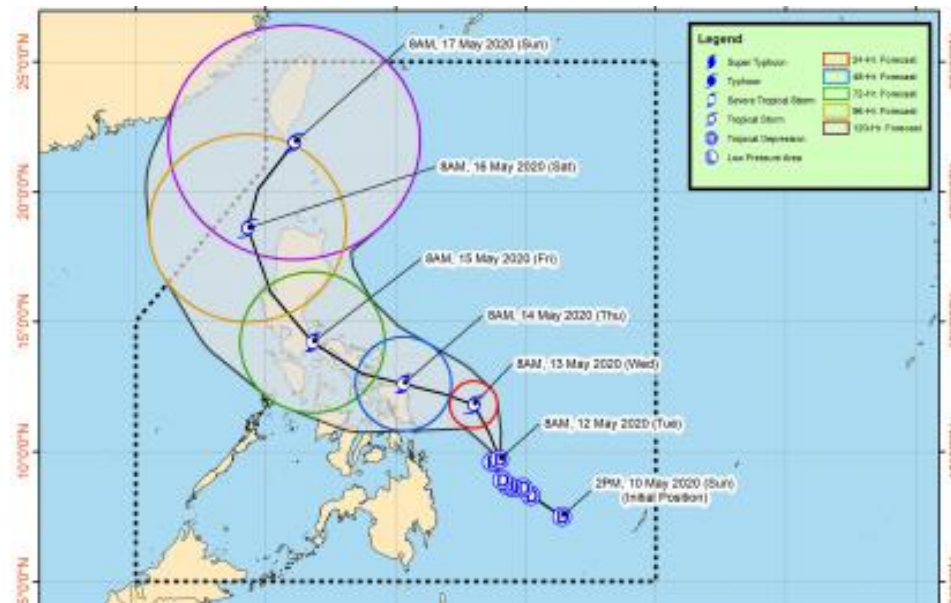 8AM, 17 May 2020 (Sun)
8AM, 16 May 2020 (Sat)
8AM, 15 May 2020 (Fri)
8AM, 14 May 2020 (Thu)
8AM, 13 May 2020 (Wed)
8AM, 12 May 2020 (Tue)
2PM, 10 May 2020 (Sun)
(Initial Position)
Legend
Super Typhoon
Typhoon
Severe Tropical Storm
Tropical Storm
Tropical Depression
Low Pressure Area
24-Hr. Forecast
48-Hr. Forecast
72-Hr. Forecast
96-Hr. Forecast
120-Hr. Forecast
25°0'0"N
20°0'0"N
15°0'0"N
10°0'0"N
5°0'0"N